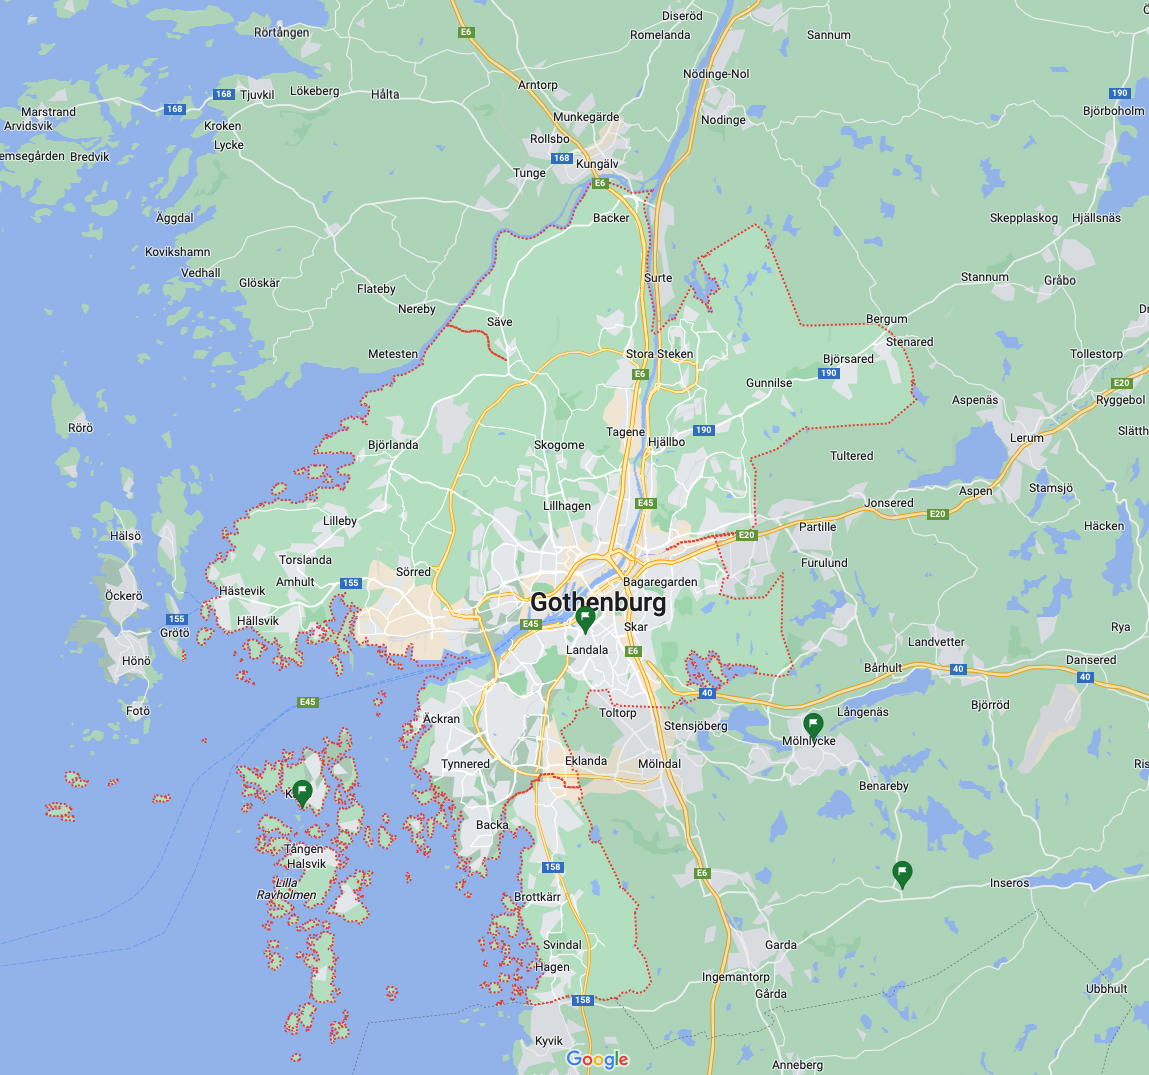 Diseröd
Rörtången
E6
Romelanda
Sannum
Nödinge-Nol
Arntorp
168
Tjuvkil
Lökeberg
Hålta
190
Marstrand
168
Björboholm
Arvidsvik
Kroken
Munkegärde
Nodinge
Rollsbo
Lycke
emsegården
Bredvik
168
Kungälv
Tunge
E6
Äggdal
Backer
Skepplaskog
Hjällsnäs
Kovikshamn
Vedhall
Glöskär
Surte
Stannum
Gråbo
Flateby
Nereby
Säve
Bergum
Stenared
Metesten
Stora Steken
Björsared
Tollestorp
E6
190
Gunnilse
E20
Aspenäs
Ryggebol
Rörö
Tagene
190
Slätth
Björlanda
Skogome
Hjällbo
Lerum
Tultered
Aspen
Stamsjö
Lillhagen
E45
Jonsered
E20
Lilleby
Partille
Häcken
Hälsö
E20
Torslanda
Furulund
Sörred
Amhult
155
Bagaregarden
Hästevik
Öckerö
Gothenburg
155
Hällsvik
E45
Skar
Rya
Grötö
Landala
E6
Landvetter
Hönö
Dansered
Bårhult
40
40
E45
40
Fotö
Äckran
Toltorp
Långenäs
Björröd
Stensjöberg
Mölnlycke
Tynnered
Eklanda
Mölndal
Ris
Benareby
Backa
Tången
Halsvik
158
E6
Lilla
Ravholmen
Inseros
Brottkärr
Svindal
Garda
Hagen
Ingemantorp
Gårda
Ubbhult
158
Kyvik
Google
Anneberg